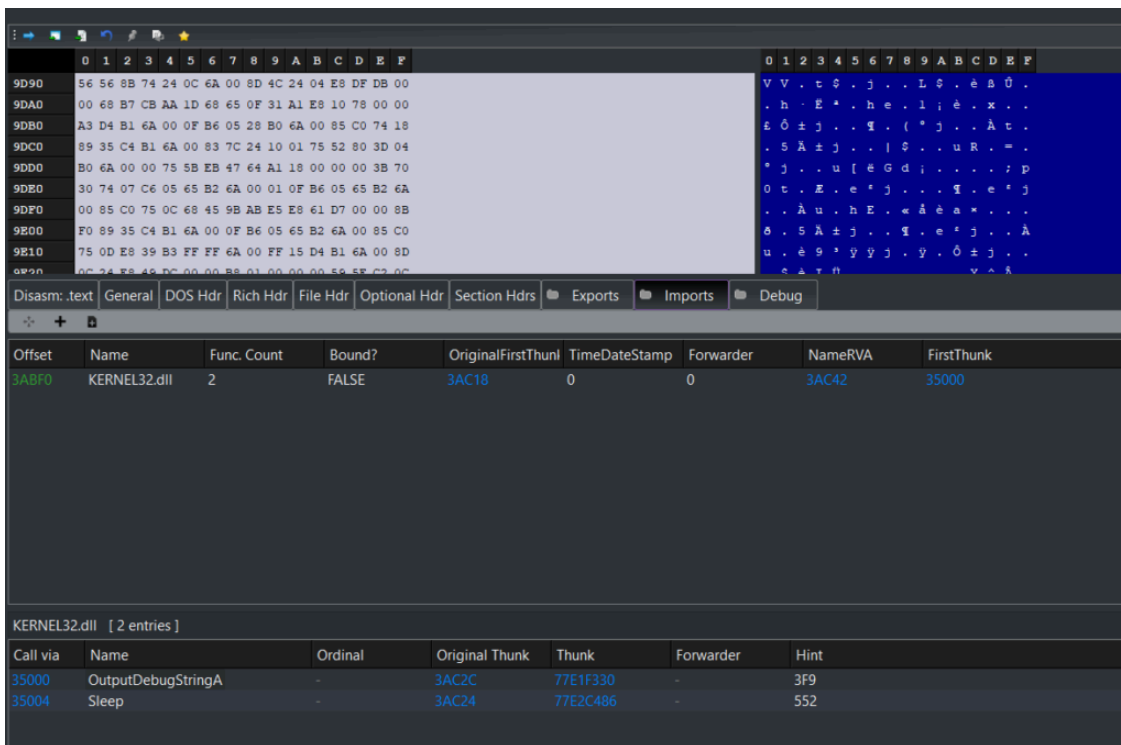 0 1 2 3 4 5 6 7 8 9 A B C D E F 0 1 2 3 4 5 6 7 8 9 A B C D E F
9D90 56 56 8B 74 24 0C 6A 00 8D 4C 24 04 E8 DF DB 00 V V . t $ . j . . L $ . è ß Û .
9DA0 00 68 B7 CB AA 1D 68 65 0F 31 A1 E8 10 78 00 00 . h · Ë ª . h e . 1 ¡ è . x . .
9DB0 A3 D4 B1 6A 00 0F B6 05 28 B0 6A 00 85 C0 74 18 £ Ô ± j . . ¶ . ( ° j . . À t .
9DC0 89 35 C4 B1 6A 00 83 7C 24 10 01 75 52 80 3D 04 . 5 Ä ± j . . | $ . . u R . = .
9DD0 B0 6A 00 00 75 5B EB 47 64 A1 18 00 00 00 3B 70 ° j . . u [ ë G d ¡ . . . . ; p
9DE0 30 74 07 C6 05 65 B2 6A 00 01 0F B6 05 65 B2 6A 0 t . Æ . e ² j . . . ¶ . e ² j
9DF0 00 85 C0 75 0C 68 45 9B AB E5 E8 61 D7 00 00 8B . . À u . h E . « å è a × . . .
9E00 F0 89 35 C4 B1 6A 00 0F B6 05 65 B2 6A 00 85 C0 ð . 5 Ä ± j . . ¶ . e ² j . . À
9E10 75 0D E8 39 B3 FF FF 6A 00 FF 15 D4 B1 6A 00 8D u . è 9 ³ ÿ ÿ j . ÿ . Ô ± j . .
Disasm: .text General DOS Hdr Rich Hdr File Hdr Optional Hdr Section Hdrs Exports Imports Debug
Offset Name Func. Count Bound? OriginalFirstThunk TimeDateStamp Forwarder NameRVA FirstThunk
3ABF0 KERNEL32.dll 2 FALSE 3AC18 0 0 3AC42 35000
KERNEL32.dll [ 2 entries ]
Call via Name Ordinal Original Thunk Thunk Forwarder Hint
35000 OutputDebugStringA - 3AC2C 77E1F330 - 3F9
35004 Sleep - 3AC24 77E2C486 - 552